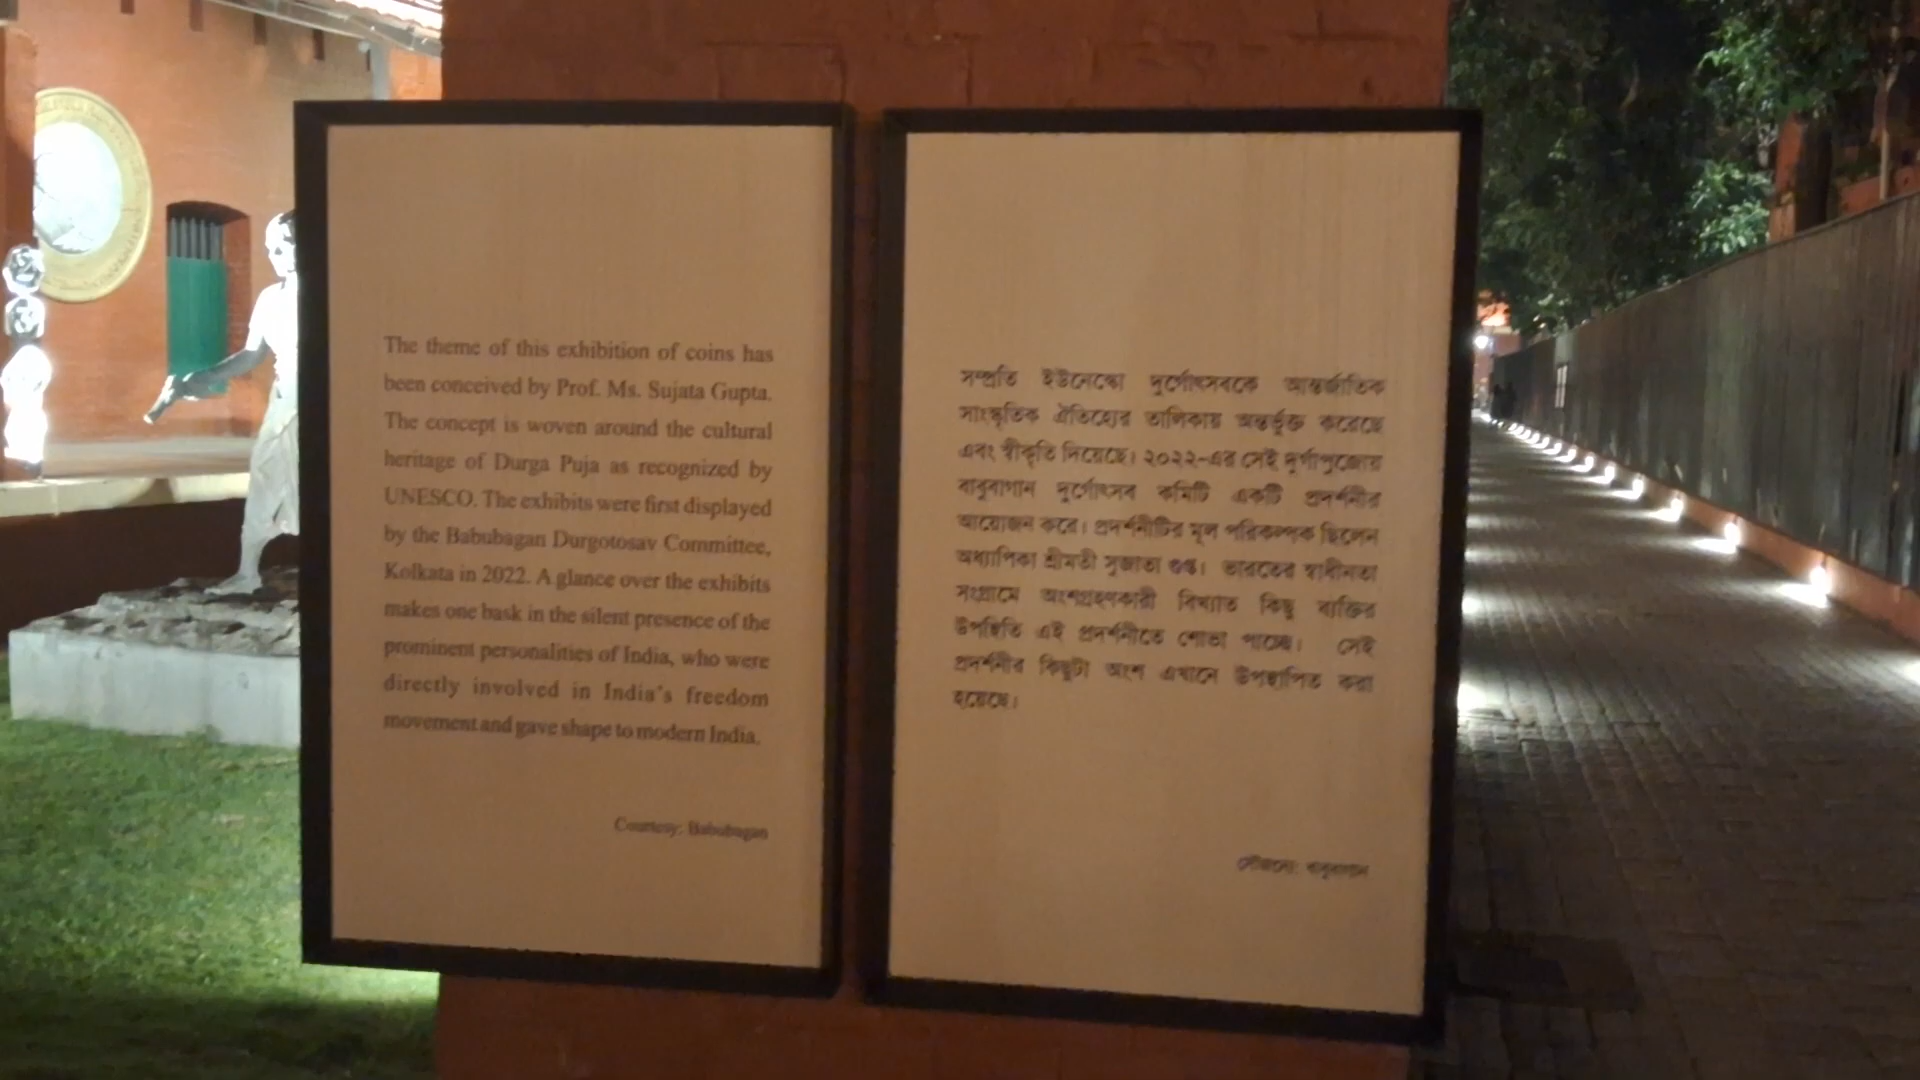 The theme of this exhibition of coins has
been conceived by Prof. Ms. Sujata Gupta.
The concept is woven around the cultural
heritage of Durga Puja as recognized by
UNESCO. The exhibits were first displayed
by the Babubagan Durgotosav Committee,
Kolkata in 2022. A glance over the exhibits
makes one bask in the silent presence of the
prominent personalities of India, who were
directly involved in India's freedom
movement and gave shape to modern India.
Courtesy: Babubagan
সম্প্রতি ইউনেস্কো দুর্গোৎসবকে আন্তর্জাতিক
সাংস্কৃতিক ঐতিহ্যের তালিকায় অন্তর্ভুক্ত করেছে
এবং স্বীকৃতি দিয়েছে। ২০২২-এর সেই দুর্গাপুজোয়
বাবুবাগান দুর্গোৎসব কমিটি একটি প্রদর্শনীর
আয়োজন করে। প্রদর্শনীটির মূল পরিকল্পক ছিলেন
অধ্যাপিকা শ্রীমতী সুজাতা গুপ্ত। ভারতের স্বাধীনতা
সংগ্রামে অংশগ্রহণকারী বিখ্যাত কিছু ব্যক্তির
উপস্থিতি এই প্রদর্শনীতে শোভা পাচ্ছে। সেই
প্রদর্শনীর কিছুটা অংশ এখানে উপস্থাপিত করা
হয়েছে।
সৌজন্যে: বাবুবাগান